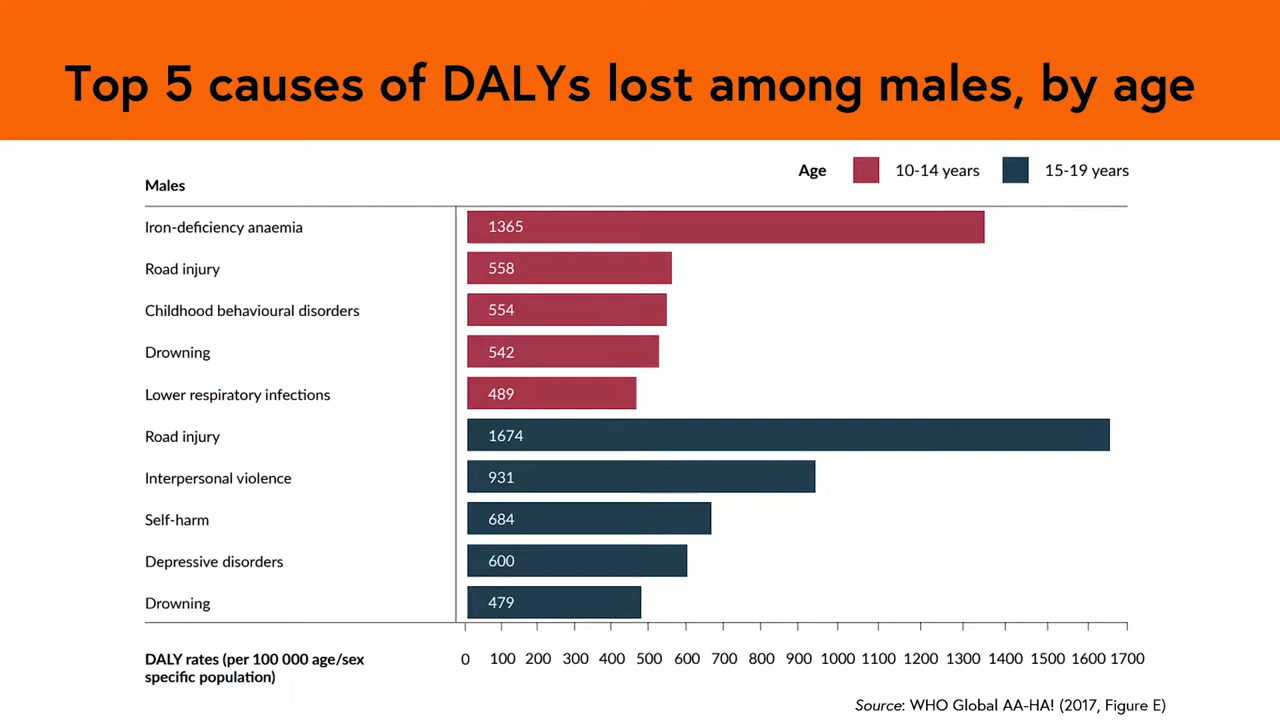 Top 5 causes of DALYs lost among males, by age
Age 10-14 years 15-19 years
Males
Iron-deficiency anaemia 1365
Road injury 558
Childhood behavioural disorders 554
Drowning 542
Lower respiratory infections 489
Road injury 1674
Interpersonal violence 931
Self-harm 684
Depressive disorders 600
Drowning 479
DALY rates (per 100 000 age/sex
specific population)
0 100 200 300 400 500 600 700 800 900 1000 1100 1200 1300 1400 1500 1600 1700
Source: WHO Global AA-HA! (2017, Figure E)